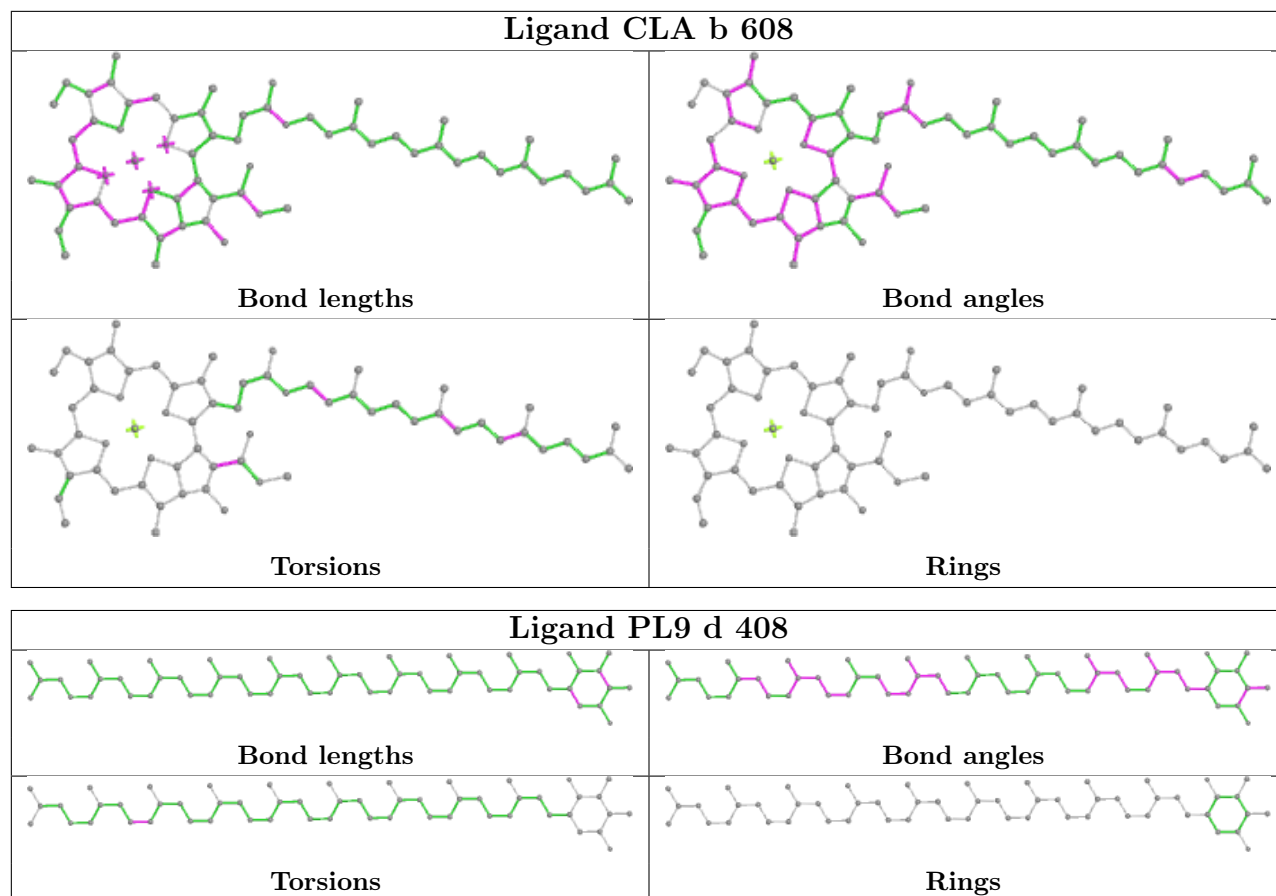 Ligand CLA b 608
Bond lengths
Bond angles
Torsions
Rings
Ligand PL9 d 408
Bond lengths
Bond angles
Torsions
Rings